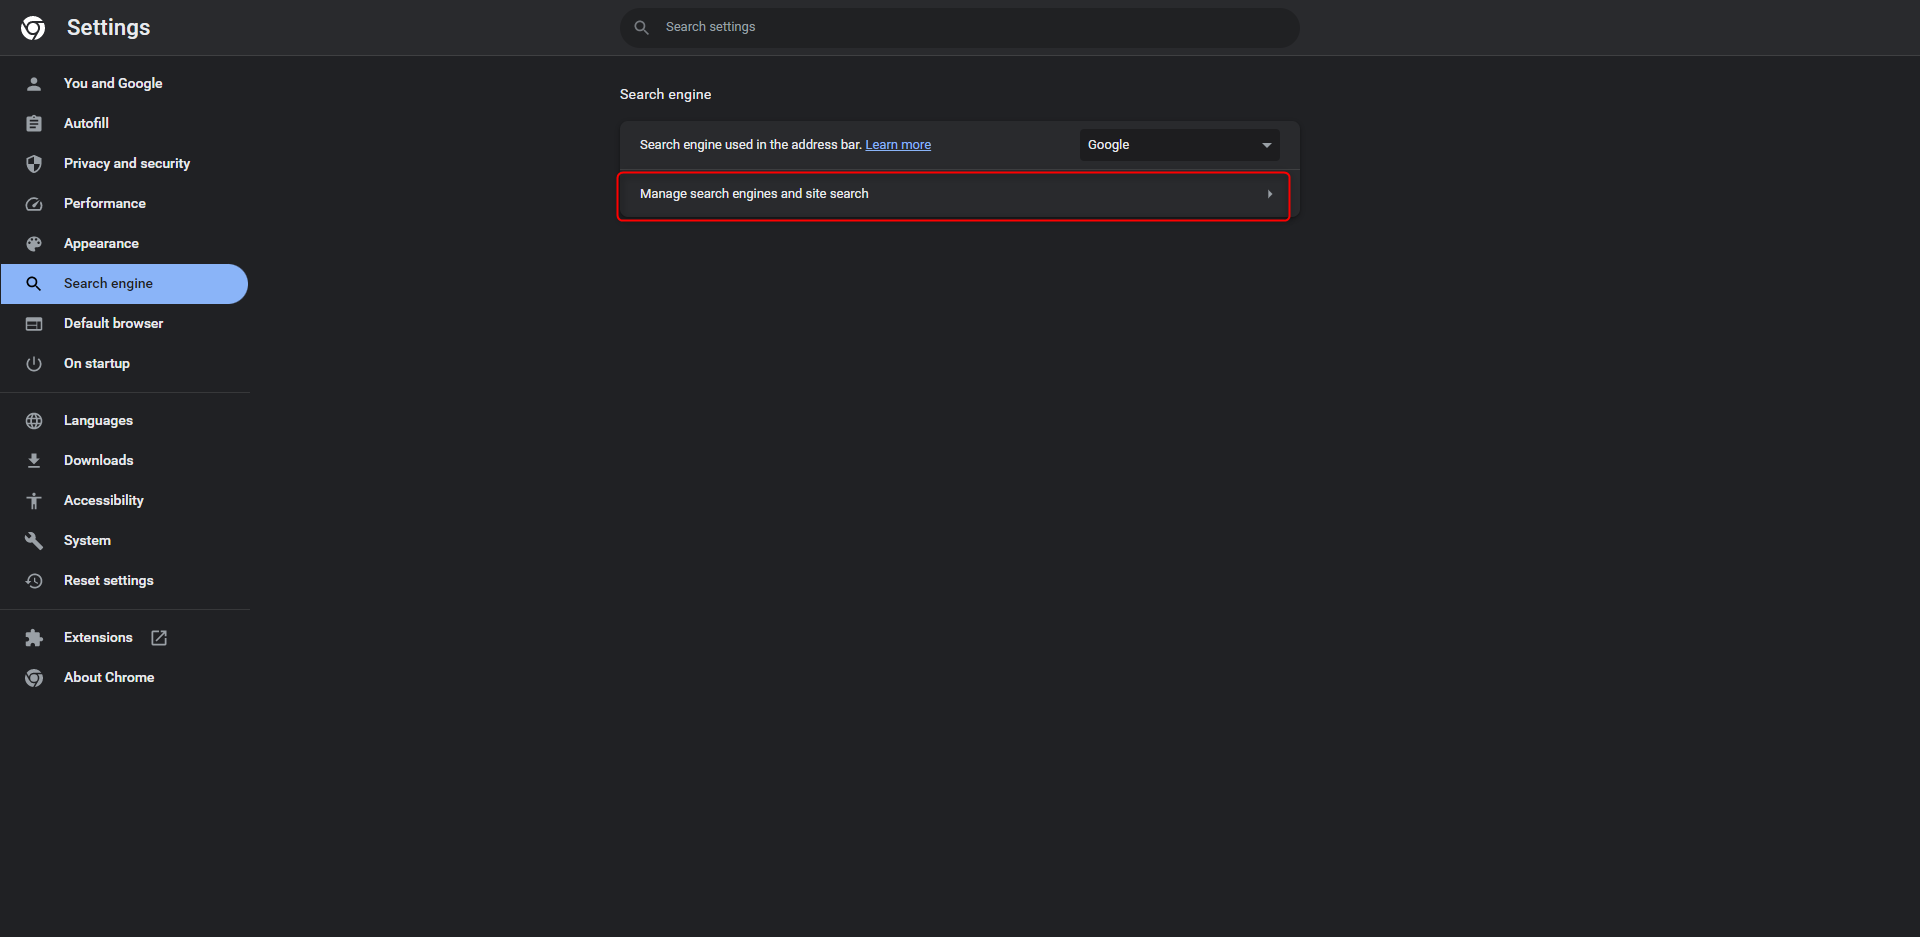 Settings
Search settings
You and Google
Autofill
Privacy and security
Performance
Appearance
Search engine
Default browser
On startup
Languages
Downloads
Accessibility
System
Reset settings
Extensions
About Chrome
Search engine
Search engine used in the address bar. Learn more
Google
Manage search engines and site search